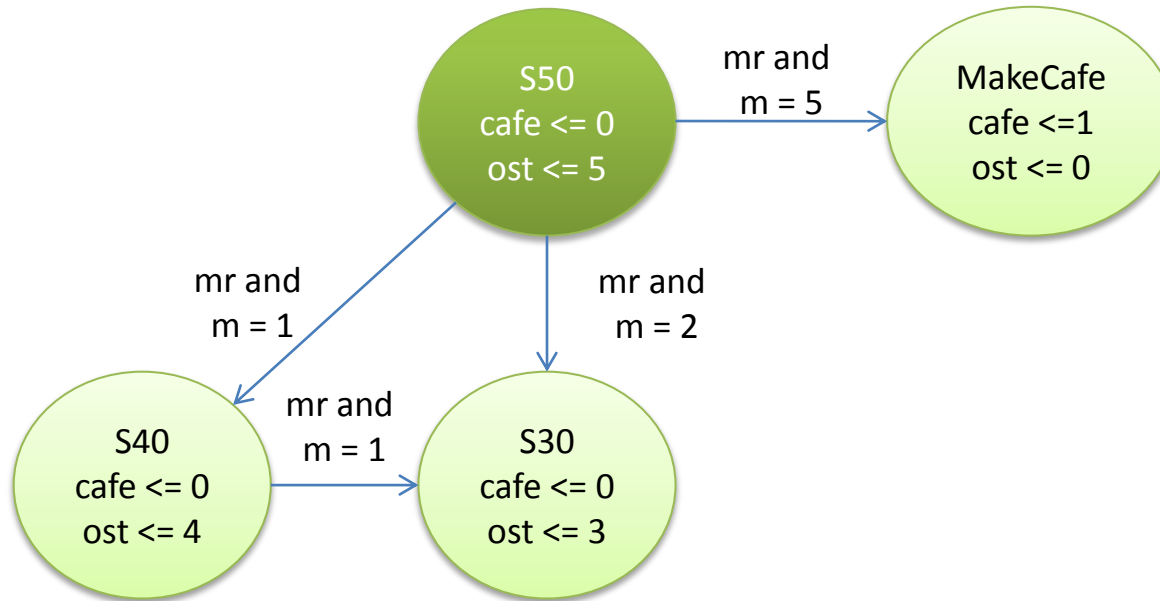 S50
cafe <= 0
ost <= 5
mr and
m = 5
MakeCafe
cafe <=1
ost <= 0
mr and
m = 1
mr and
m = 2
S40
cafe <= 0
ost <= 4
mr and
m = 1
S30
cafe <= 0
ost <= 3